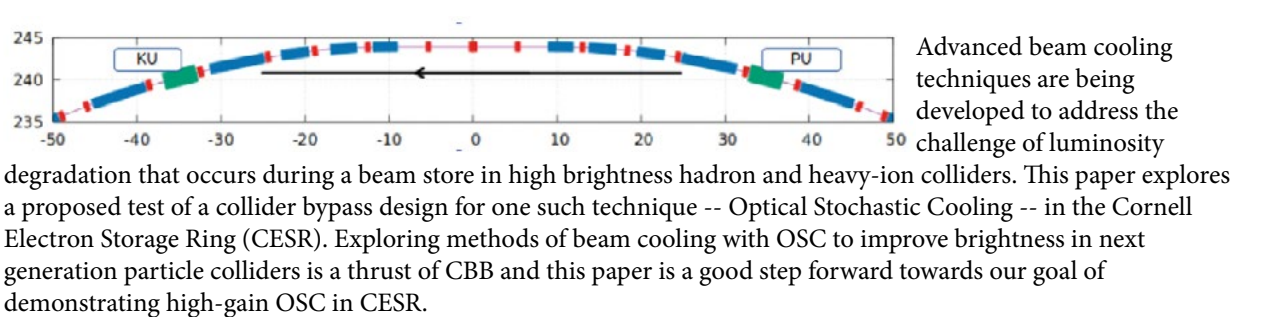 245
240
235
KU
PU
-50 -40 -30 -20 -10 0 10 20 30 40 50
Advanced beam cooling
techniques are being
developed to address the
challenge of luminosity
degradation that occurs during a beam store in high brightness hadron and heavy-ion colliders. This paper explores
a proposed test of a collider bypass design for one such technique -- Optical Stochastic Cooling -- in the Cornell
Electron Storage Ring (CESR). Exploring methods of beam cooling with OSC to improve brightness in next
generation particle colliders is a thrust of CBB and this paper is a good step forward towards our goal of
demonstrating high-gain OSC in CESR.